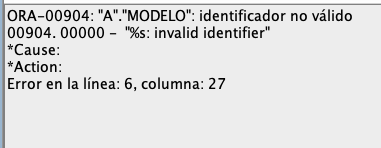 ORA-00904: "A"."MODELO": identificador no válido
00904. 00000 -  "%s: invalid identifier"
*Cause:
*Action:
Error en la línea: 6, columna: 27